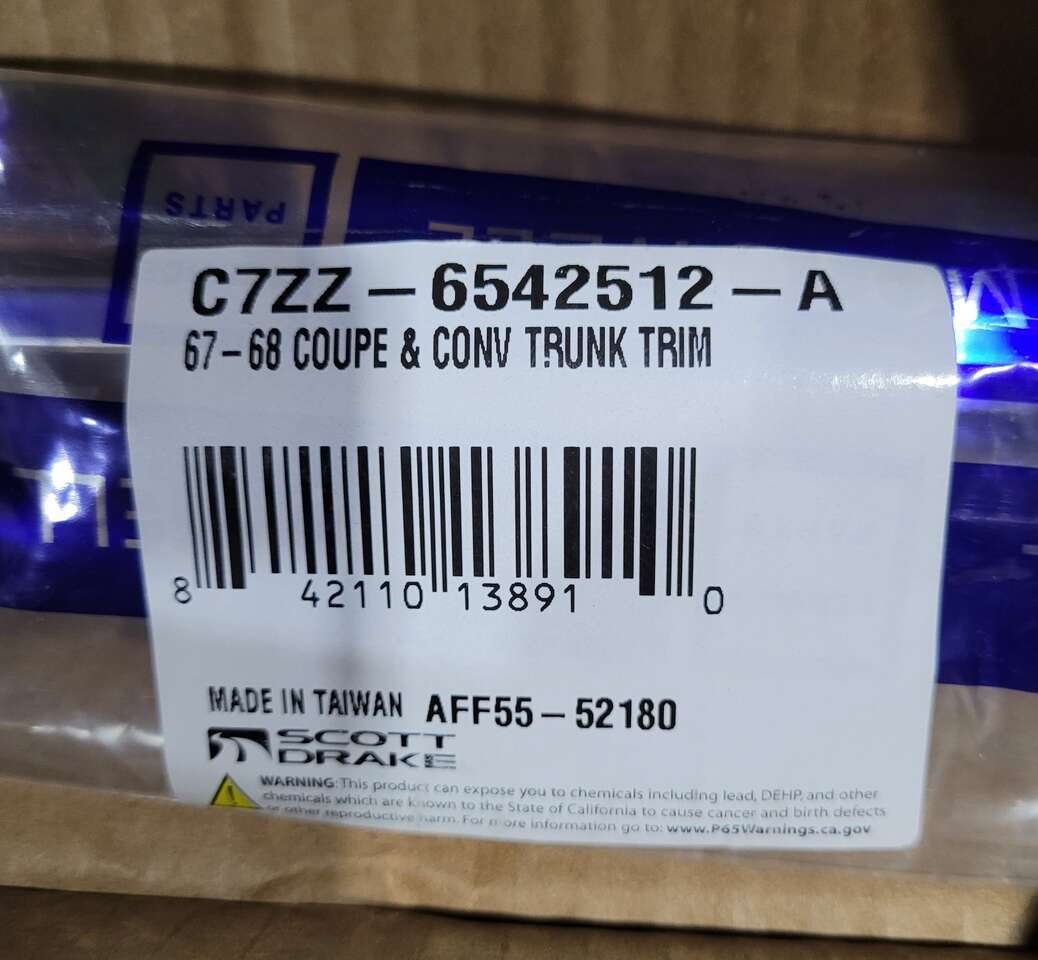 PARTS
C7ZZ-6542512-A
67-68 COUPE & CONV TRUNK TRIM
8 42110 13891 0
MADE IN TAIWAN AFF55-52180
SCOTT
DRAKE
WARNING: This product can expose you to chemicals including lead, DEHP, and other
chemicals which are known to the State of California to cause cancer and birth defects
or other reproductive harm. For more information go to: www.P65Warnings.ca.gov